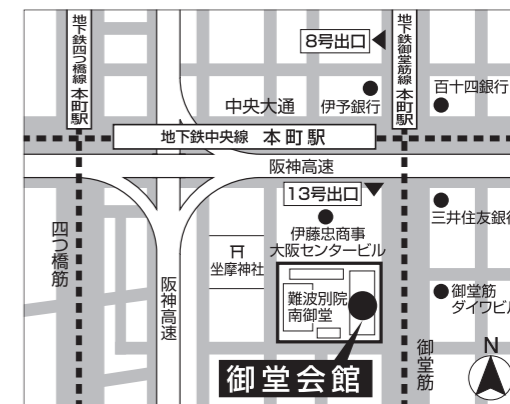 地下鉄四つ橋線 本町駅
8号出口
地下鉄御堂筋線 本町駅
百十四銀行
中央大通
伊予銀行
地下鉄中央線 本町駅
阪神高速
13号出口
三井住友銀行
伊藤忠商事
大阪センタービル
四つ橋筋
坐摩神社
阪神高速
難波別院
南御堂
御堂筋
ダイワビル
御堂会館
御堂筋
N